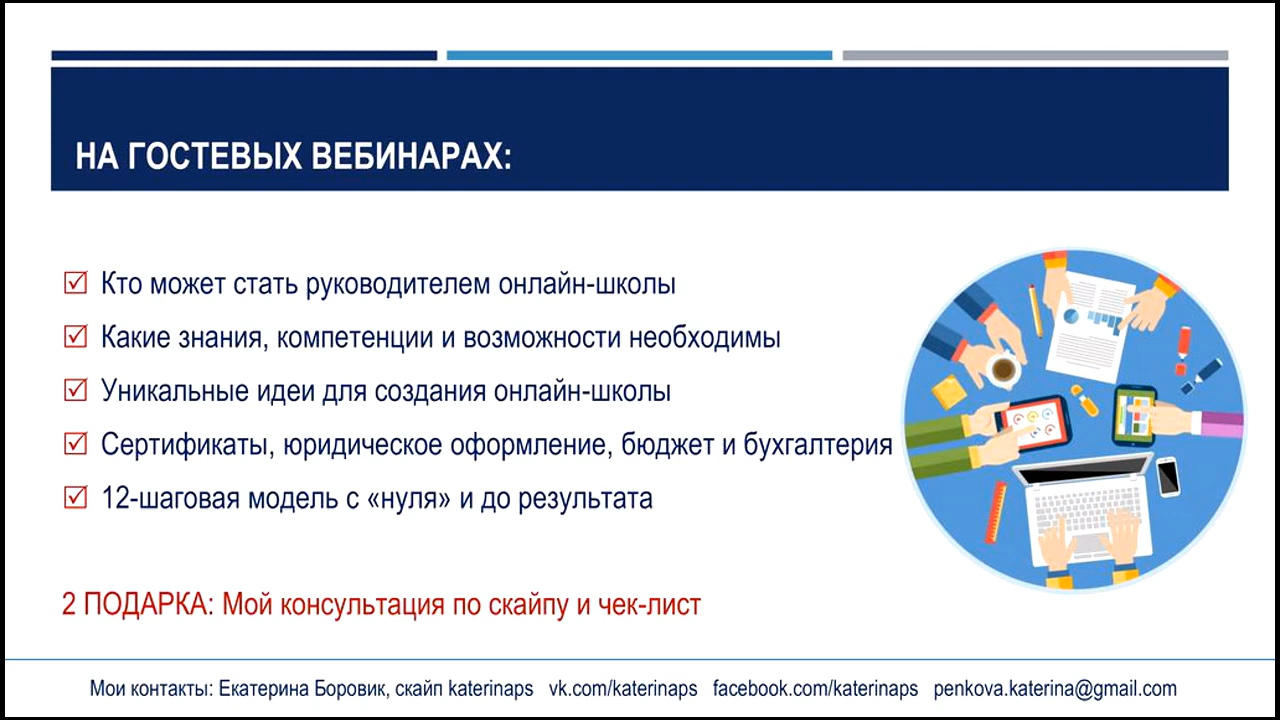 НА ГОСТЕВЫХ ВЕБИНАРАХ:
Кто может стать руководителем онлайн-школы
Какие знания, компетенции и возможности необходимы
Уникальные идеи для создания онлайн-школы
Сертификаты, юридическое оформление, бюджет и бухгалтерия
12-шаговая модель с «нуля» и до результата
2 ПОДАРКА: Мой консультация по скайпу и чек-лист
Мои контакты: Екатерина Боровик, скайп katerinaps vk.com/katerinaps facebook.com/katerinaps penkova.katerina@gmail.com